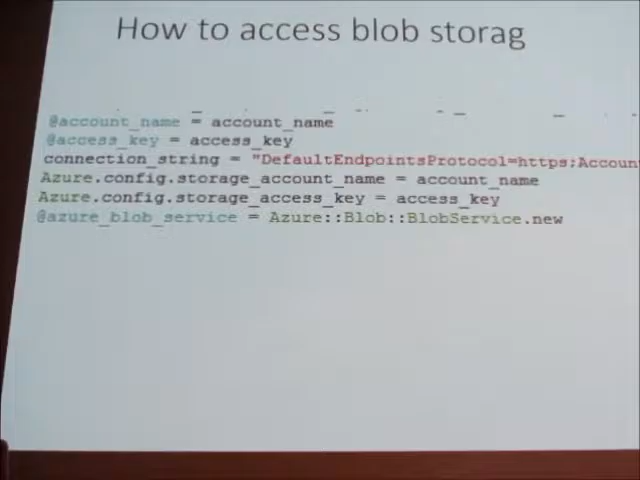 How to access blob storag
@account_name = account_name
@access_key = access_key
connection_string = "DefaultEndpointsProtocol=https;Accoun
Azure.config.storage_account_name = account_name
Azure.config.storage_access_key = access_key
@azure_blob_service = Azure::Blob::BlobService.new